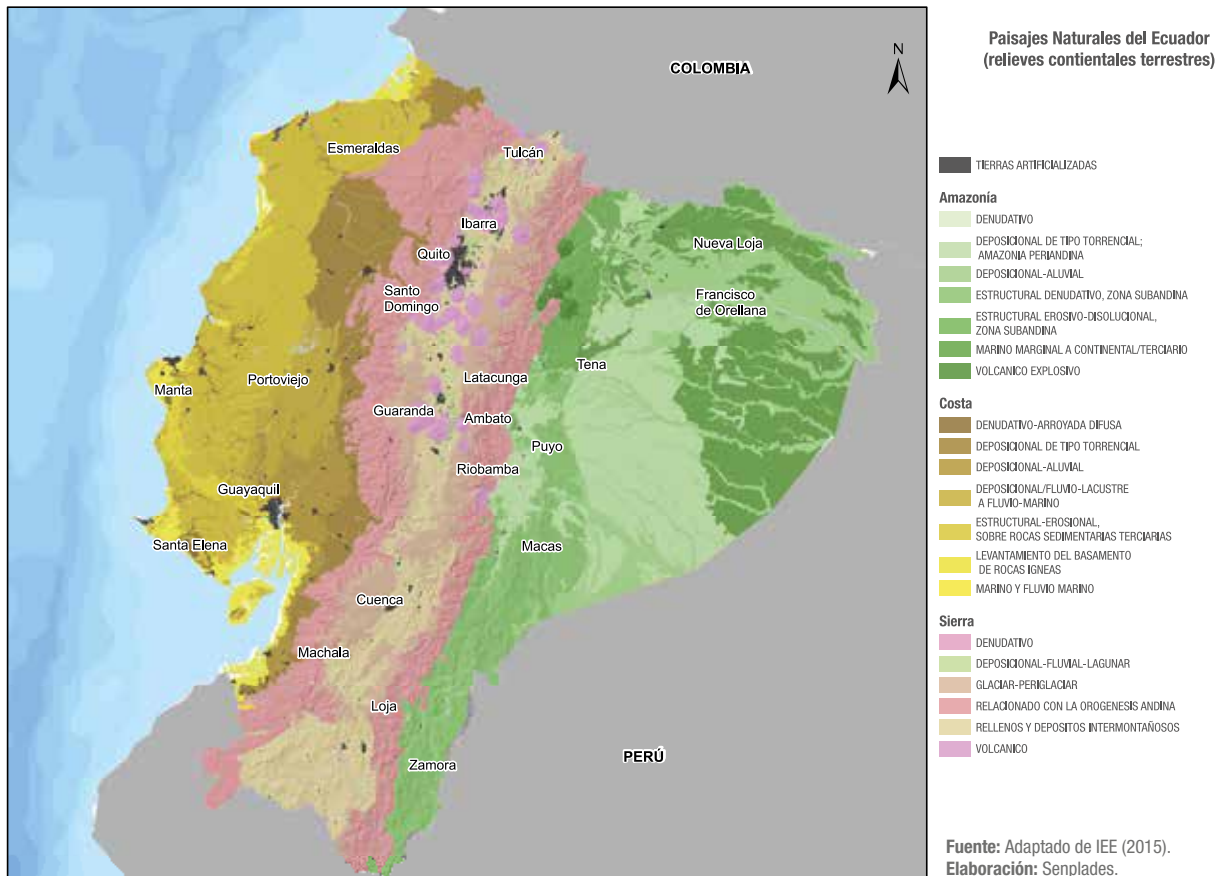 Paisajes Naturales del Ecuador
(relieves contientales terrestres)
N
COLOMBIA
Esmeraldas
Tulcán
Ibarra
Quito
Nueva Loja
Santo
Domingo
Francisco
de Orellana
Tena
Manta
Portoviejo
Latacunga
Guaranda
Ambato
Puyo
Riobamba
Guayaquil
Santa Elena
Macas
Cuenca
Machala
Loja
Zamora
PERÚ
TIERRAS ARTIFICIALIZADAS
Amazonía
DENUDATIVO
DEPOSICIONAL DE TIPO TORRENCIAL;
AMAZONIA PERIANDINA
DEPOSICIONAL-ALUVIAL
ESTRUCTURAL DENUDATIVO, ZONA SUBANDINA
ESTRUCTURAL EROSIVO-DISOLUCIONAL,
ZONA SUBANDINA
MARINO MARGINAL A CONTINENTAL/TERCIARIO
VOLCANICO EXPLOSIVO
Costa
DENUDATIVO-ARROYADA DIFUSA
DEPOSICIONAL DE TIPO TORRENCIAL
DEPOSICIONAL-ALUVIAL
DEPOSICIONAL/FLUVIO-LACUSTRE
A FLUVIO-MARINO
ESTRUCTURAL-EROSIONAL,
SOBRE ROCAS SEDIMENTARIAS TERCIARIAS
LEVANTAMIENTO DEL BASAMENTO
DE ROCAS IGNEAS
MARINO Y FLUVIO MARINO
Sierra
DENUDATIVO
DEPOSICIONAL-FLUVIAL-LAGUNAR
GLACIAR-PERIGLACIAR
RELACIONADO CON LA OROGENESIS ANDINA
RELLENOS Y DEPOSITOS INTERMONTAÑOSOS
VOLCANICO
Fuente: Adaptado de IEE (2015).
Elaboración: Senplades.